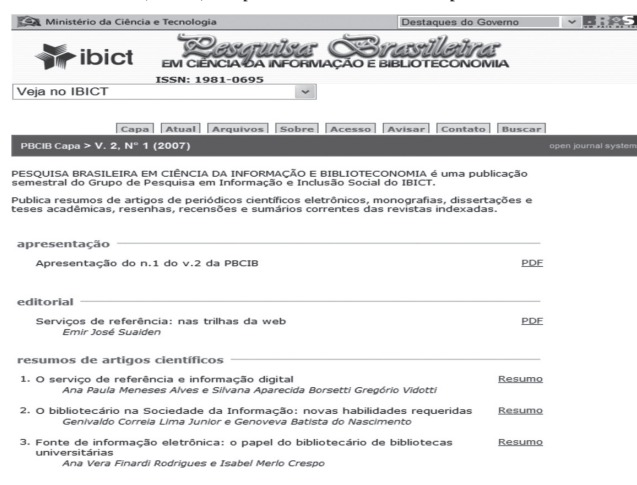 Ministério da Ciência e Tecnologia
Destaques do Governo
ibict
Pesquisa Brasileira
EM CIÊNCIA DA INFORMAÇÃO E BIBLIOTECONOMIA
ISSN: 1981-0695
Veja no IBICT
Capa Atual Arquivos Sobre Acesso Avisar Contato Buscar
PBCIB Capa > V. 2, N° 1 (2007)
open journal system
PESQUISA BRASILEIRA EM CIÊNCIA DA INFORMAÇÃO E BIBLIOTECONOMIA é uma publicação
semestral do Grupo de Pesquisa em Informação e Inclusão Social do IBICT.
Publica resumos de artigos de periódicos científicos eletrônicos, monografias, dissertações e
teses acadêmicas, resenhas, recensões e sumários correntes das revistas indexadas.
apresentação
Apresentação do n.1 do v.2 da PBCIB PDF
editorial
Serviços de referência: nas trilhas da web PDF
Emir José Suaiden
resumos de artigos científicos
1. O serviço de referência e informação digital Resumo
Ana Paula Meneses Alves e Silvana Aparecida Borsetti Gregório Vidotti
2. O bibliotecário na Sociedade da Informação: novas habilidades requeridas Resumo
Genivaldo Correia Lima Junior e Genoveva Batista do Nascimento
3. Fonte de informação eletrônica: o papel do bibliotecário de bibliotecas Resumo
universitárias
Ana Vera Finardi Rodrigues e Isabel Merlo Crespo